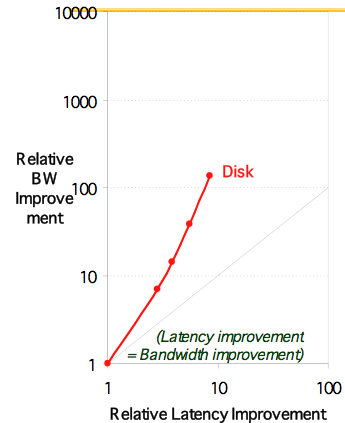 10000
1000
Relative
BW
Improve
ment
100
Disk
10
(Latency improvement
= Bandwidth improvement)
1
1 10 100
Relative Latency Improvement